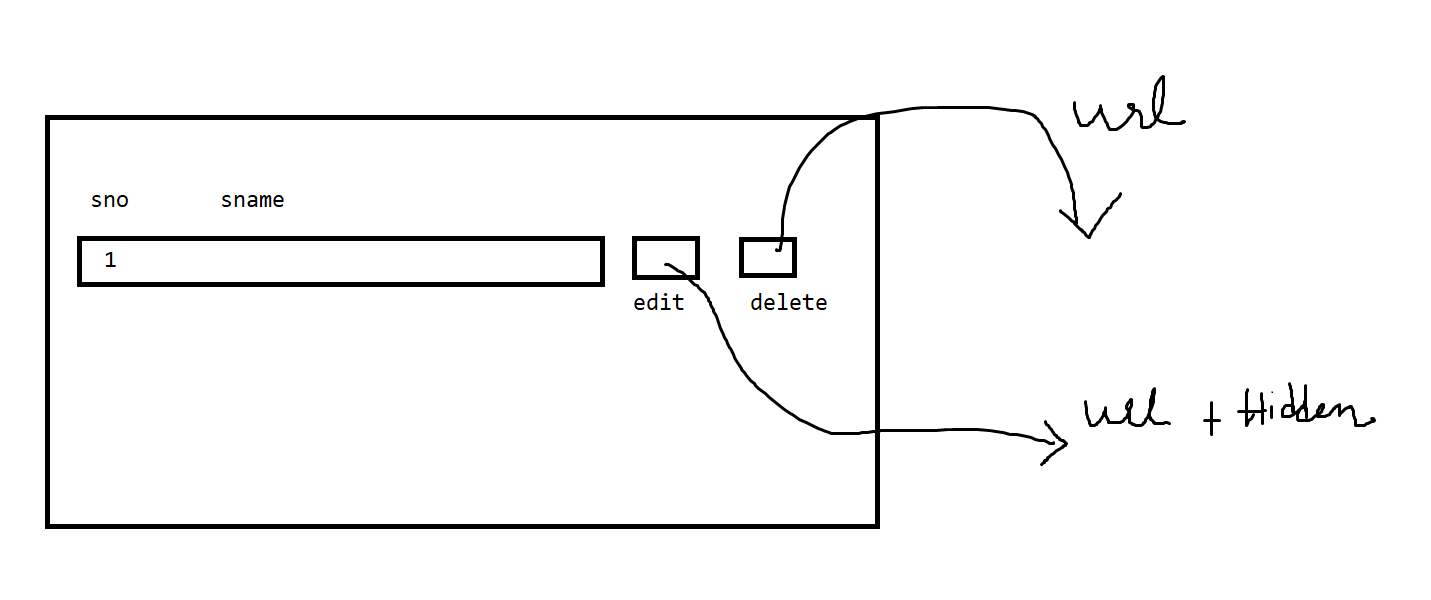 url
sno sname
1
edit delete
url + Hidden